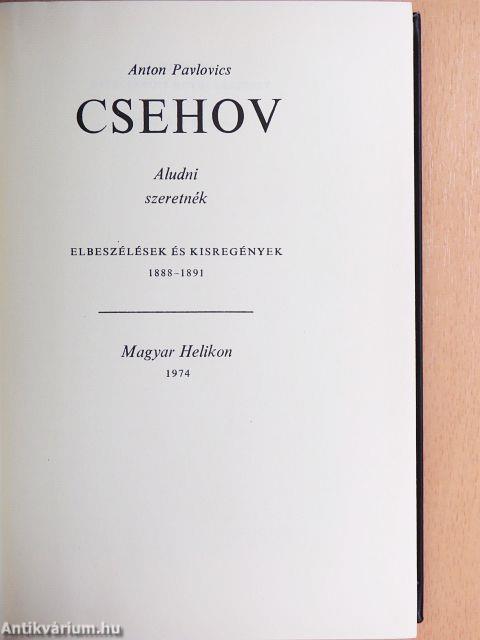 Anton Pavlovics
CSEHOV
Aludni
szeretnék
ELBESZÉLÉSEK ÉS KISREGÉNYEK
1888–1891
Magyar Helikon
1974
Antikvárium.hu